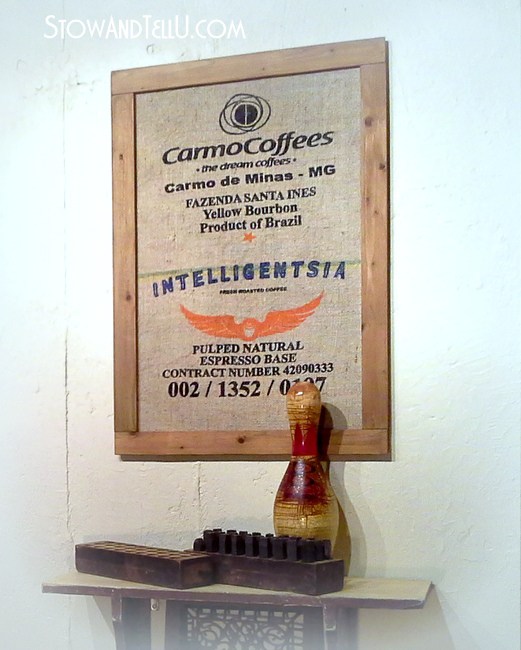 StowandTellU.com
CarmoCoffees
• the dream coffees •
Carmo de Minas - MG
FAZENDA SANTA INES
Yellow Bourbon
Product of Brazil
INTELLIGENTSIA
FRESH ROASTED COFFEE
PULPED NATURAL
ESPRESSO BASE
CONTRACT NUMBER 42090333
002 / 1352 /